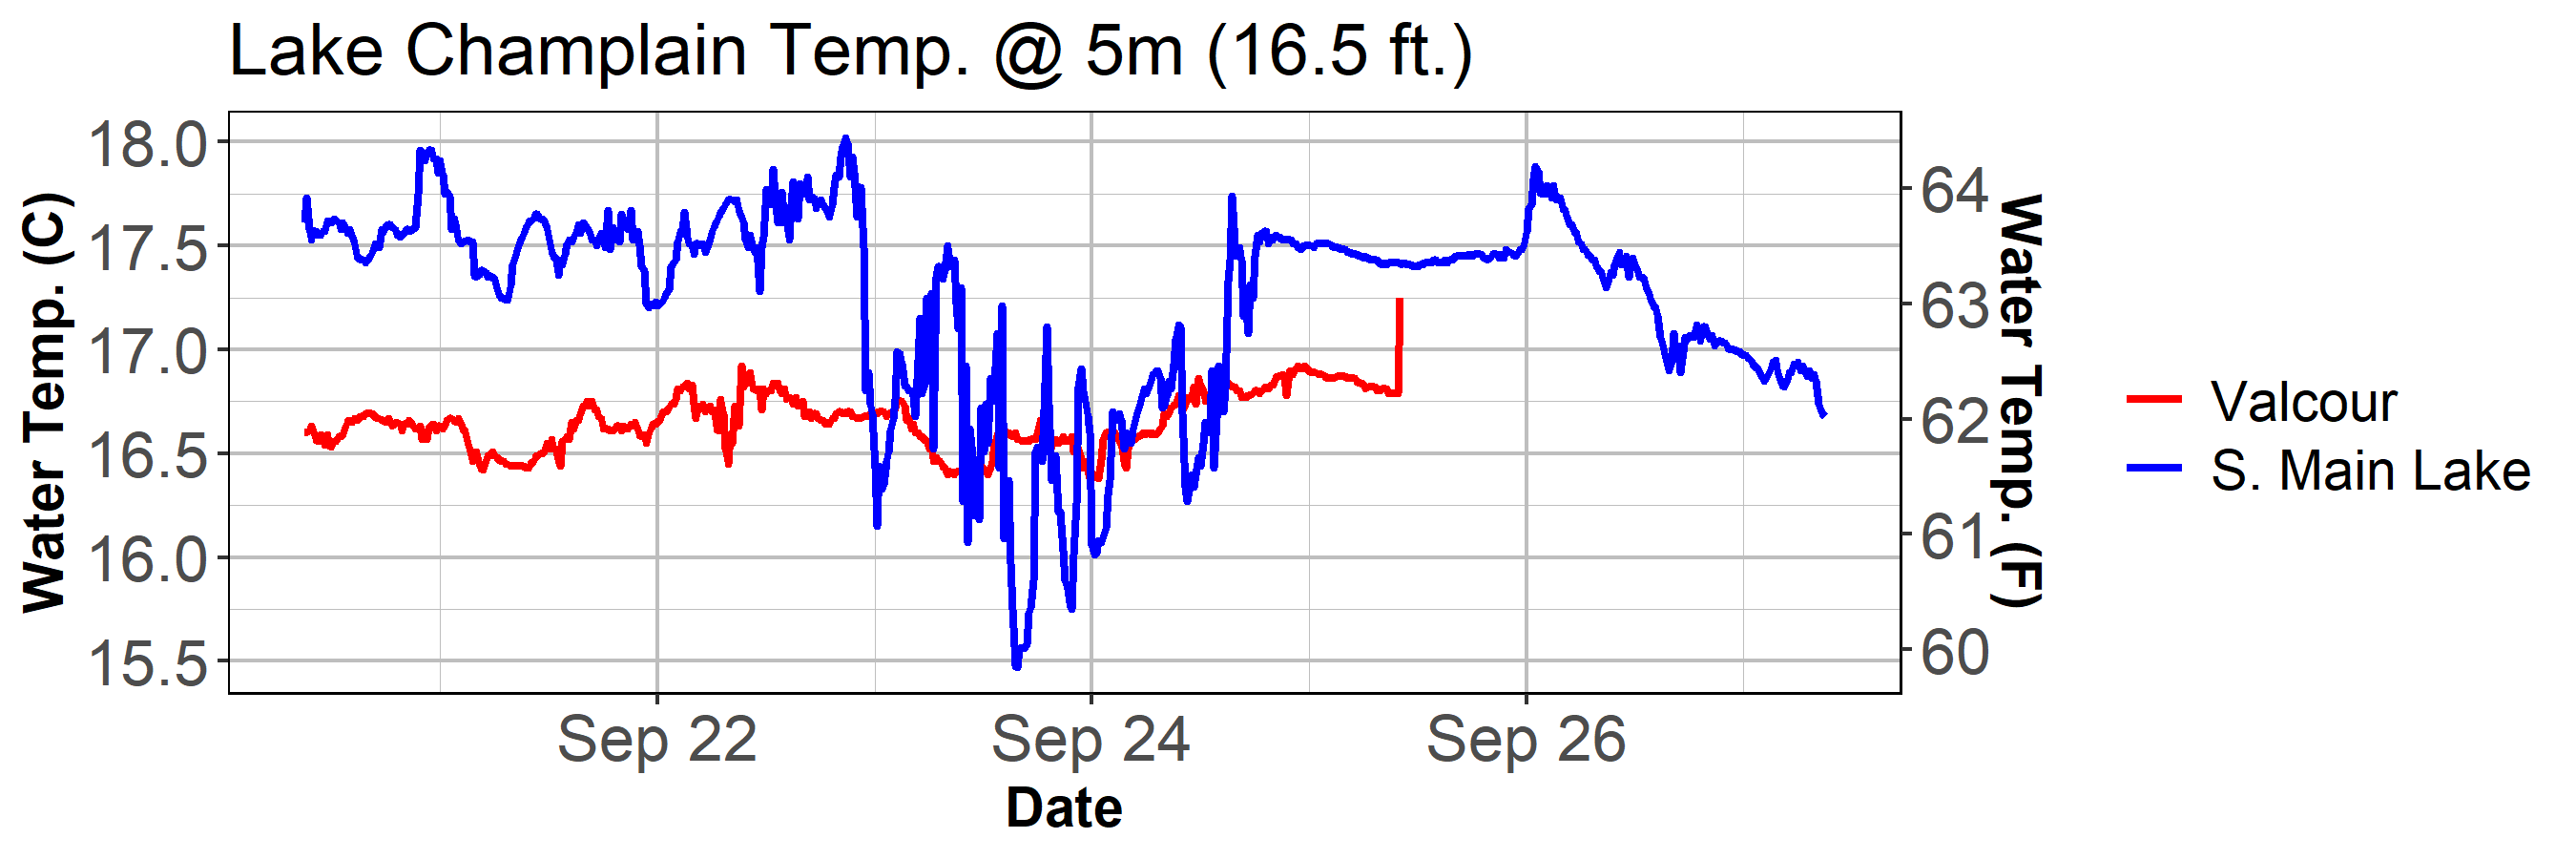 Lake Champlain Temp. @ 5m (16.5 ft.)
Water Temp. (C)
18.0
17.5
17.0
16.5
16.0
15.5
64
63
62
61
60
Water Temp. (F)
Sep 22
Sep 24
Sep 26
Date
Valcour
S. Main Lake